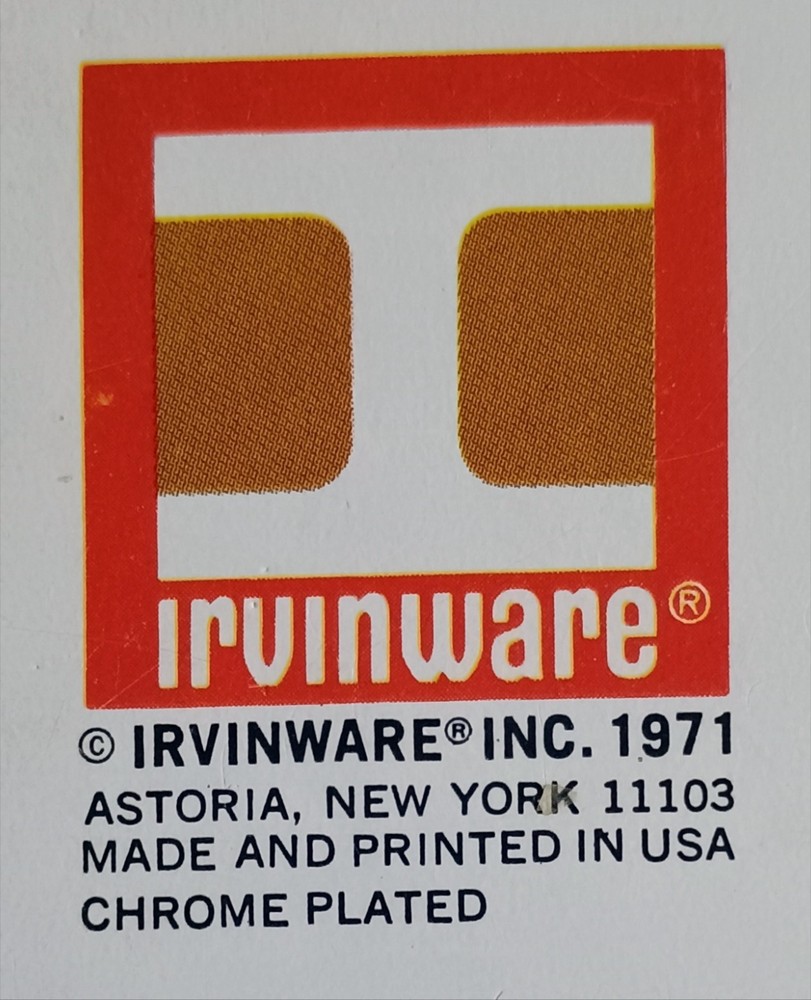 Irvinware®
© IRVINWARE® INC. 1971
ASTORIA, NEW YORK 11103
MADE AND PRINTED IN USA
CHROME PLATED